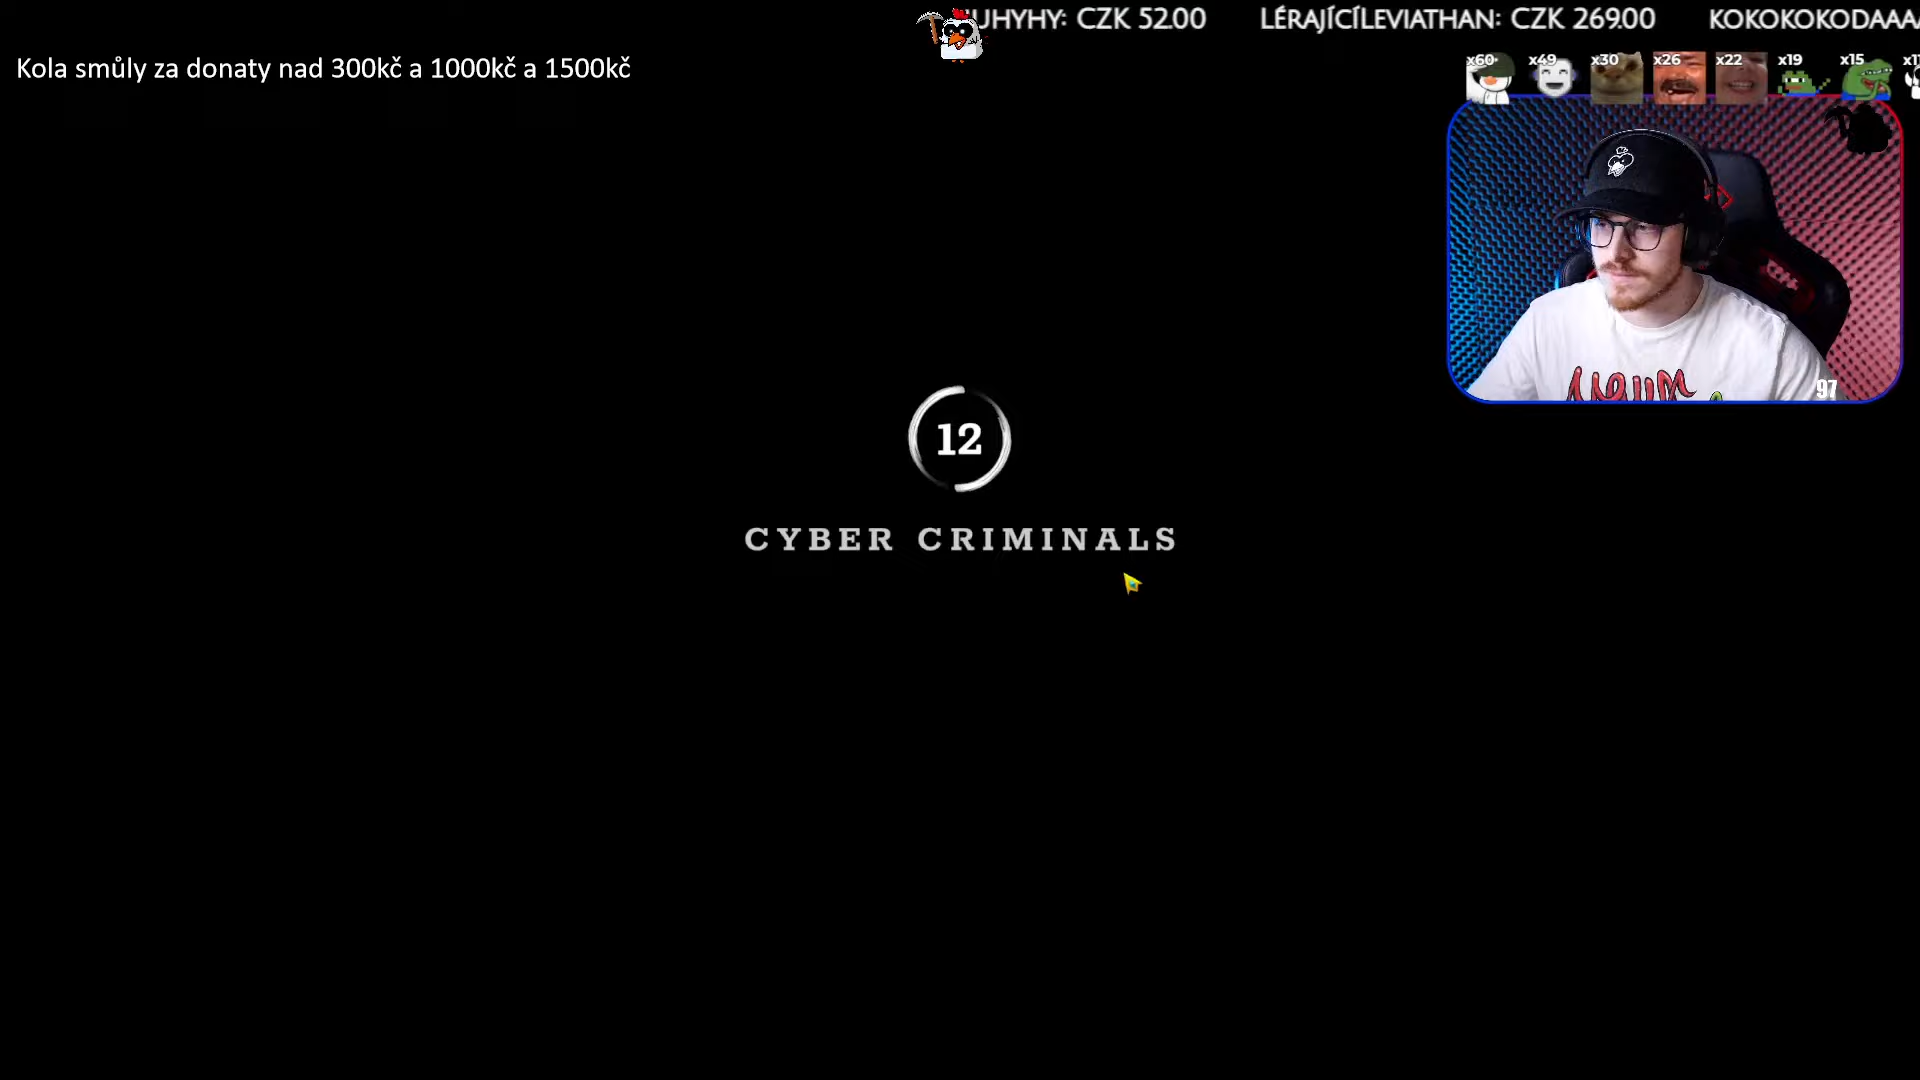 UHYHY: CZK 52.00 LÉRAJÍCÍLEVIATHAN: CZK 269.00 KOKOKOKODAAA
Kola smůly za donaty nad 300kč a 1000kč a 1500kč
x60 x49 x30 x26 x22 x19 x15
97
12
CYBER CRIMINALS